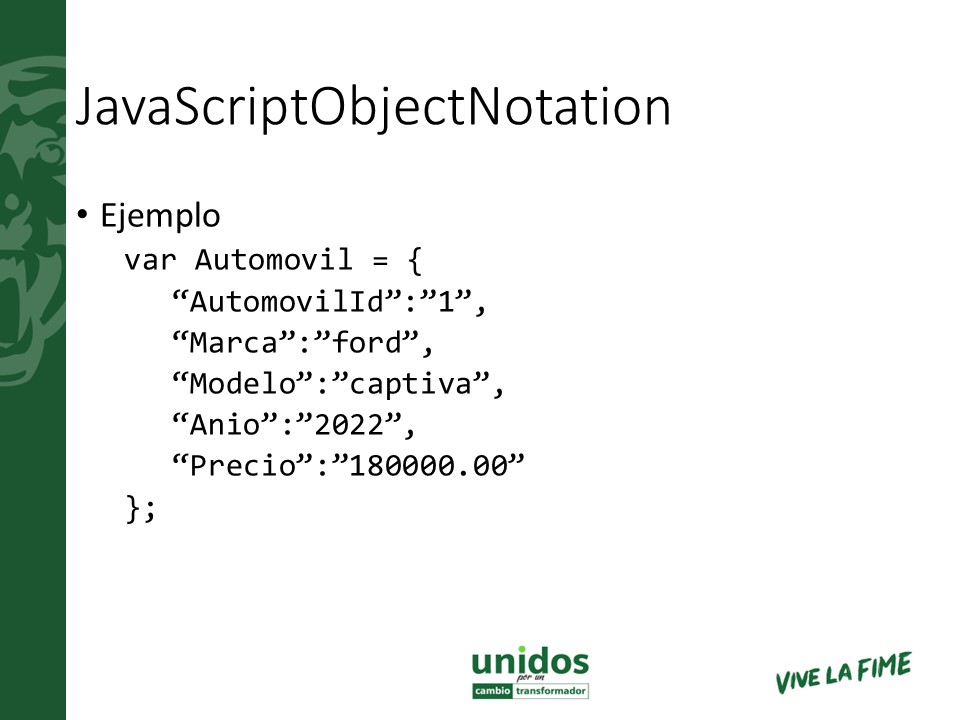 JavaScriptObjectNotation
• Ejemplo
var Automovil = {
“AutomovilId”:”1”,
“Marca”:”ford”,
“Modelo”:”captiva”,
“Anio”:”2022”,
“Precio”:”180000.00”
};
unidos
por un
cambio transformador
VIVE LA FIME